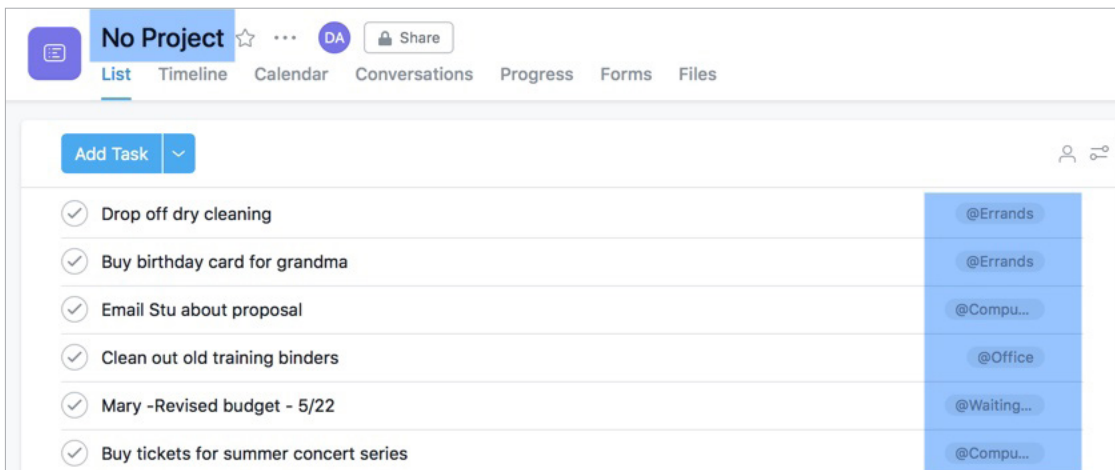 No Project DA Share
List Timeline Calendar Conversations Progress Forms Files
Add Task
Drop off dry cleaning @Errands
Buy birthday card for grandma @Errands
Email Stu about proposal @Compu...
Clean out old training binders @Office
Mary -Revised budget - 5/22 @Waiting...
Buy tickets for summer concert series @Compu...